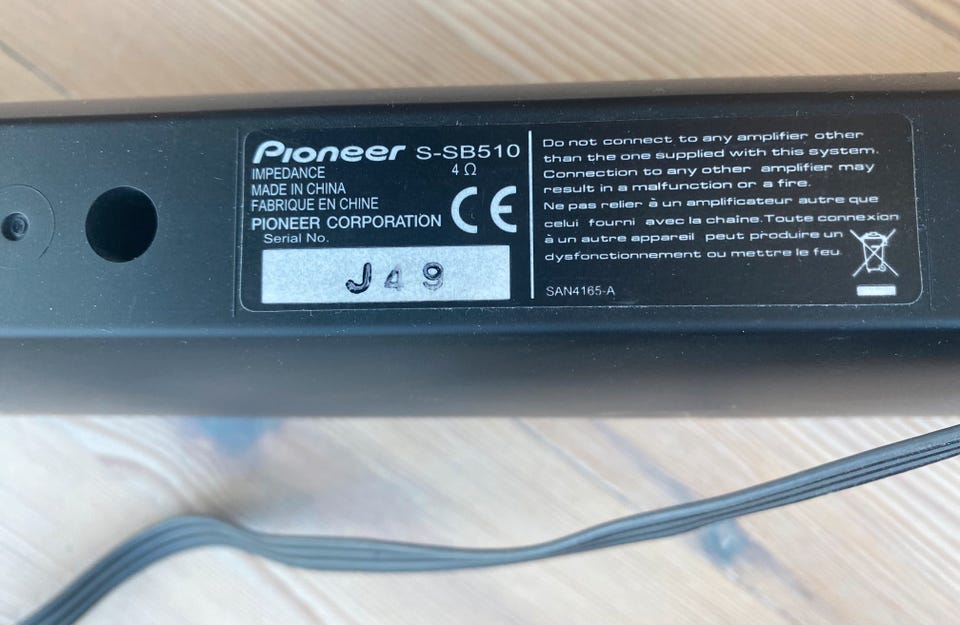 Pioneer S-SB510
IMPEDANCE 4 Ω
MADE IN CHINA
FABRIQUE EN CHINE
PIONEER CORPORATION
Serial No.
J49
CE
Do not connect to any amplifier other
than the one supplied with this system.
Connection to any other amplifier may
result in a malfunction or a fire.
Ne pas relier à un amplificateur autre que
celui fourni avec la chaîne. Toute connexion
à un autre appareil peut produire un
dysfonctionnement ou mettre le feu
SAN4165-A